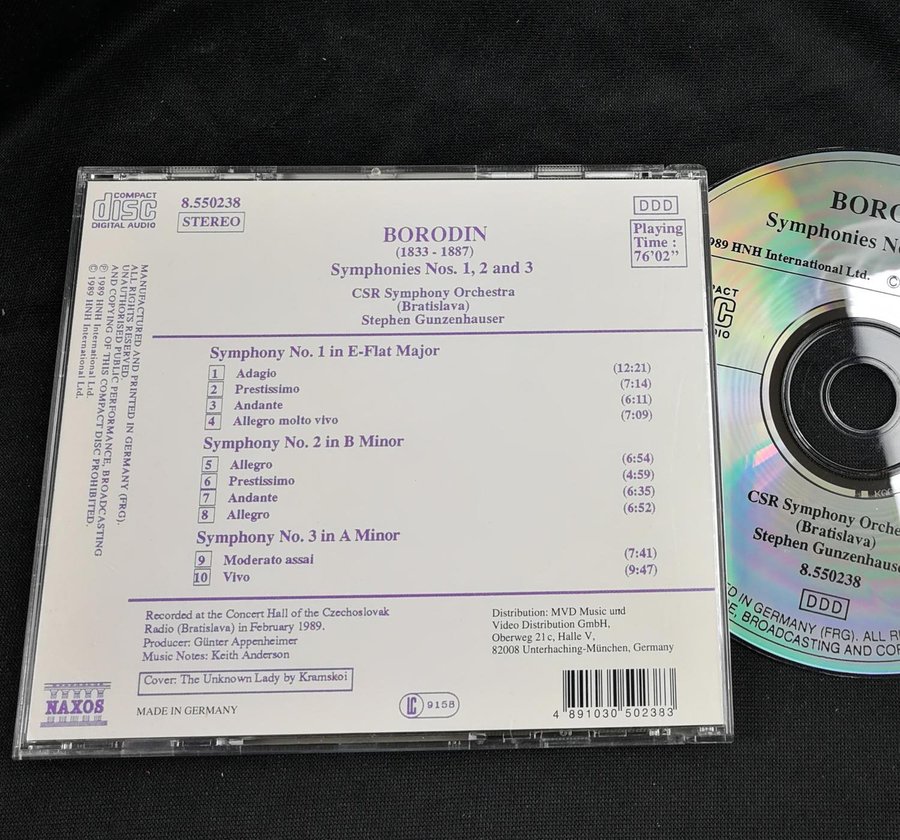 COMPACT
disc
DIGITAL AUDIO
8.550238
STEREO
DDD
Playing
Time :
76'02"
BORODIN
(1833 - 1887)
Symphonies Nos. 1, 2 and 3
CSR Symphony Orchestra
(Bratislava)
Stephen Gunzenhauser
MANUFACTURED AND PRINTED IN GERMANY (FRG).
ALL RIGHTS RESERVED.
UNAUTHORISED PUBLIC PERFORMANCE, BROADCASTING
AND COPYING OF THIS COMPACT DISC PROHIBITED.
℗ 1989 HNH International Ltd.
© 1989 HNH International Ltd.
Symphony No. 1 in E-Flat Major
1 Adagio (12:21)
2 Prestissimo (7:14)
3 Andante (6:11)
4 Allegro molto vivo (7:09)
Symphony No. 2 in B Minor
5 Allegro (6:54)
6 Prestissimo (4:59)
7 Andante (6:35)
8 Allegro (6:52)
Symphony No. 3 in A Minor
9 Moderato assai (7:41)
10 Vivo (9:47)
Recorded at the Concert Hall of the Czechoslovak
Radio (Bratislava) in February 1989.
Producer: Günter Appenheimer
Music Notes: Keith Anderson
Cover: The Unknown Lady by Kramskoi
Distribution: MVD Music und
Video Distribution GmbH,
Oberweg 21c, Halle V,
82008 Unterhaching-München, Germany
NAXOS
MADE IN GERMANY
LC 9158
4 891030 502383
BORO
Symphonies No
989 HNH International Ltd.
©
CSR Symphony Orche
(Bratislava)
Stephen Gunzenhause
8.550238
DDD
IN GERMANY (FRG). ALL RI
CE, BROADCASTING AND COP